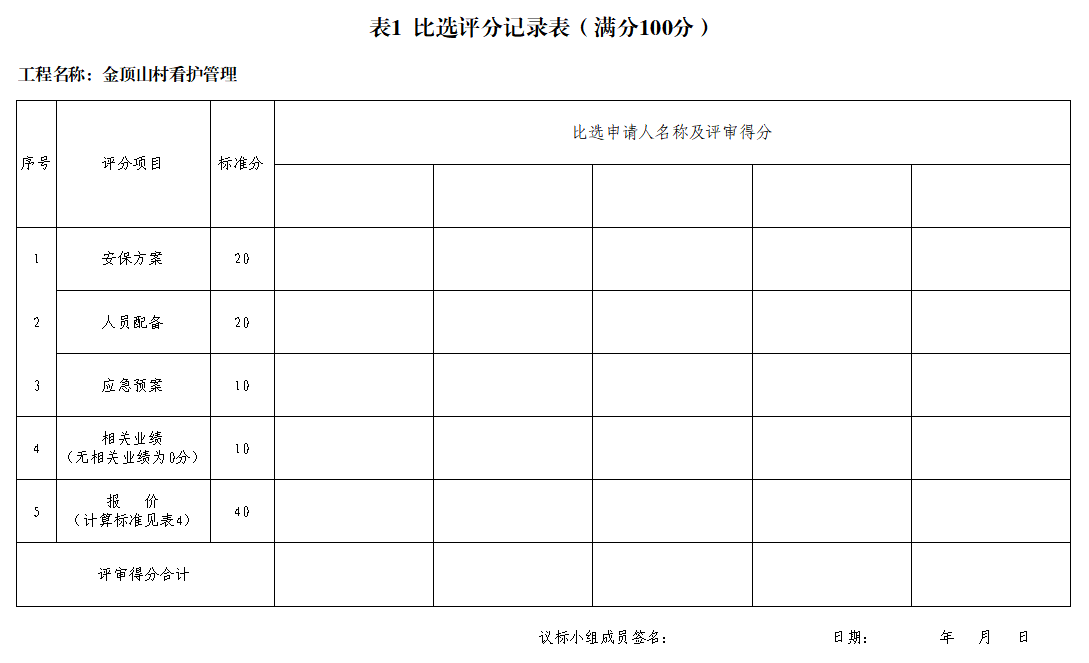 表1 比选评分记录表（满分100分）
工程名称：金顶山村看护管理
序号 评分项目 标准分 比选申请人名称及评审得分
1 安保方案 20
2 人员配备 20
3 应急预案 10
4 相关业绩 10
（无相关业绩为0分）
5 报 价 40
（计算标准见表4）
评审得分合计
议标小组成员签名： 日期： 年 月 日